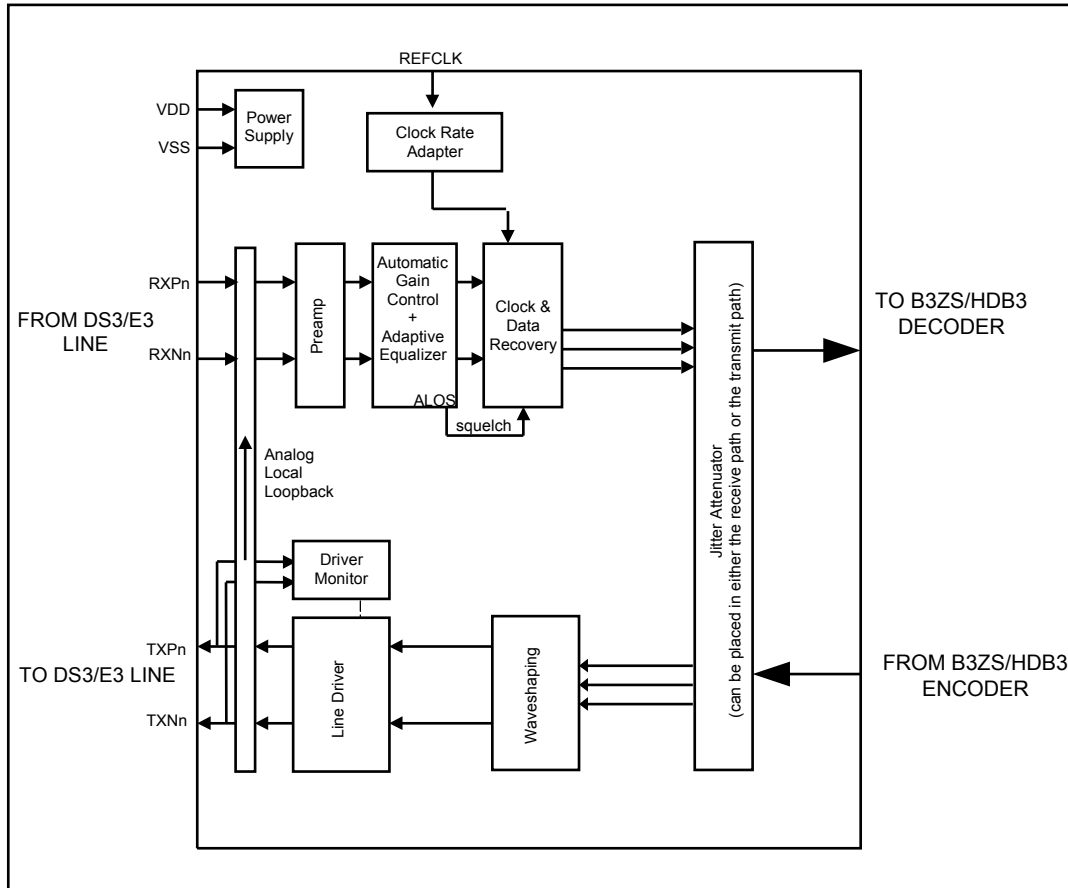 REFCLK
VDD
VSS
Power
Supply
Clock Rate
Adapter
RXPn
RXNn
FROM DS3/E3
LINE
Preamp
Automatic
Gain
Control
+
Adaptive
Equalizer
ALOS
squelch
Clock &
Data
Recovery
Jitter Attenuator
(can be placed in either the receive path or the transmit path)
TO B3ZS/HDB3
DECODER
Analog
Local
Loopback
Driver
Monitor
TXPn
TO DS3/E3 LINE
TXNn
Line Driver
Waveshaping
FROM B3ZS/HDB3
ENCODER